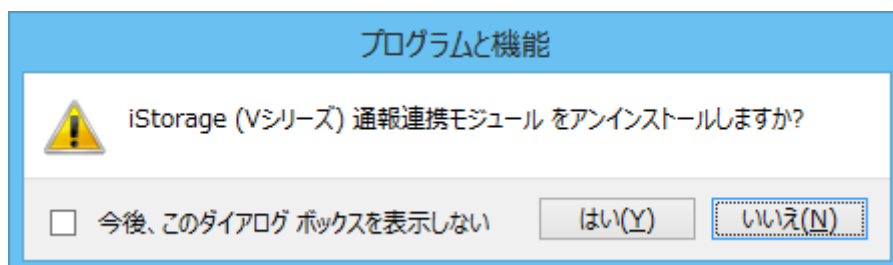 プログラムと機能
iStorage (Vシリーズ) 通報連携モジュール をアンインストールしますか?
今後、このダイアログ ボックスを表示しない
はい(Y)
いいえ(N)